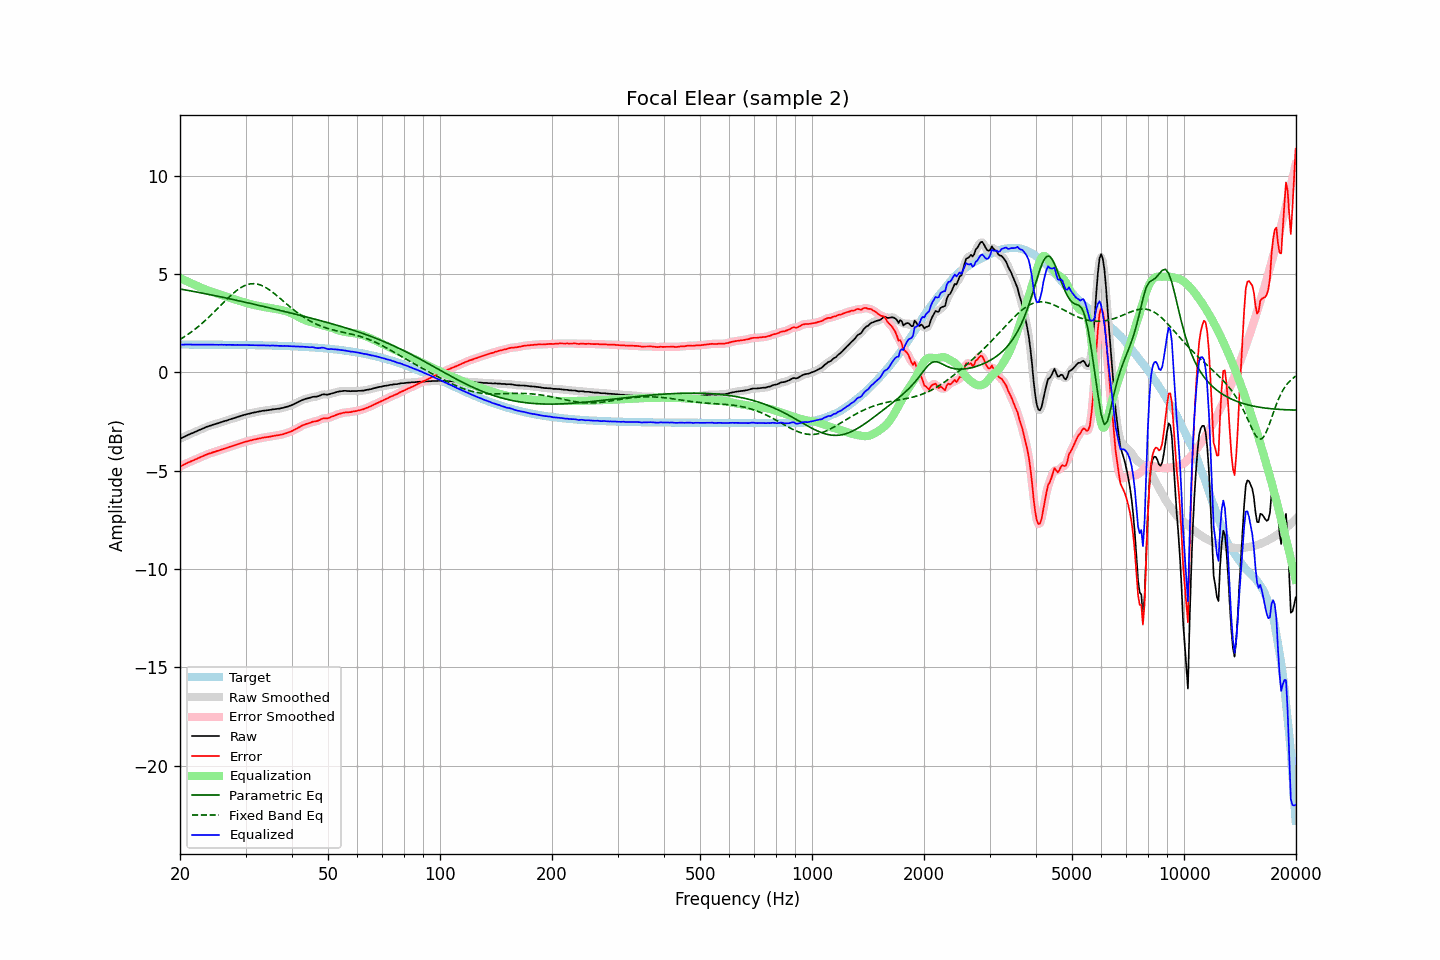 Focal Elear (sample 2)
Amplitude (dBr)
10
5
0
−5
−10
−15
−20
Target
Raw Smoothed
Error Smoothed
Raw
Error
Equalization
Parametric Eq
Fixed Band Eq
Equalized
20 50 100 200 500 1000 2000 5000 10000 20000
Frequency (Hz)